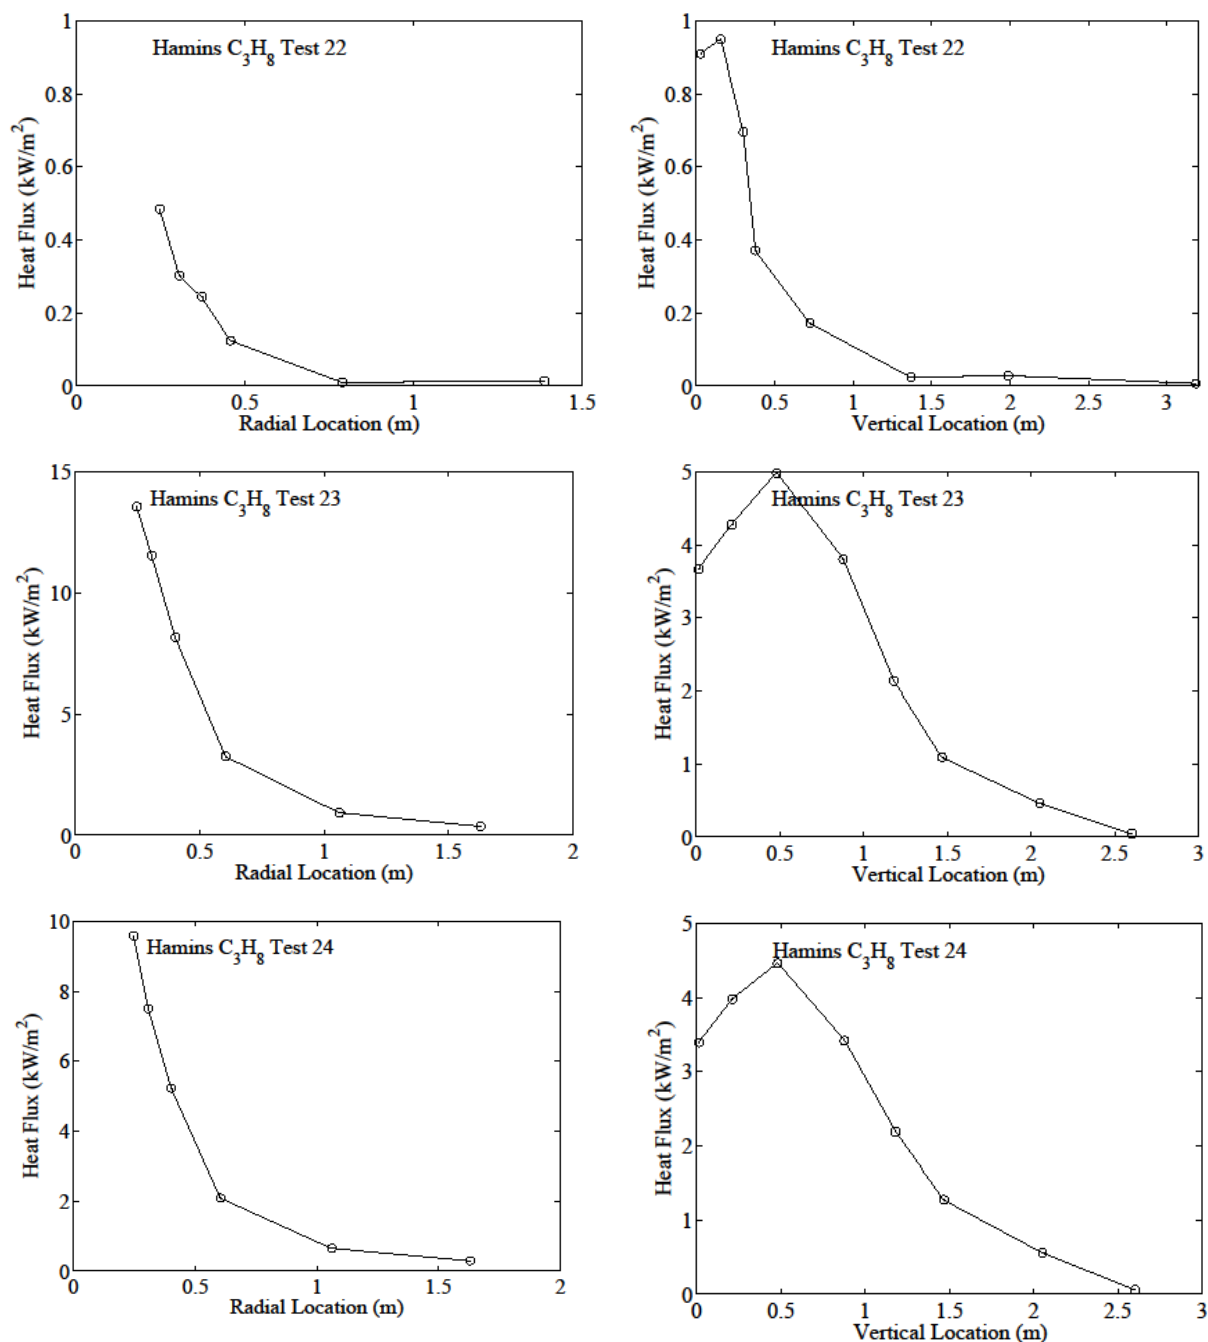 Hamins C3H8 Test 22
Heat Flux (kW/m²)
1
0.8
0.6
0.4
0.2
0
0 0.5 1 1.5
Radial Location (m)
Hamins C3H8 Test 22
Heat Flux (kW/m²)
1
0.8
0.6
0.4
0.2
0
0 0.5 1 1.5 2 2.5 3
Vertical Location (m)
Hamins C3H8 Test 23
Heat Flux (kW/m²)
15
10
5
0
0 0.5 1 1.5 2
Radial Location (m)
Hamins C3H8 Test 23
Heat Flux (kW/m²)
5
4
3
2
1
0
0 0.5 1 1.5 2 2.5 3
Vertical Location (m)
Hamins C3H8 Test 24
Heat Flux (kW/m²)
10
8
6
4
2
0
0 0.5 1 1.5 2
Radial Location (m)
Hamins C3H8 Test 24
Heat Flux (kW/m²)
5
4
3
2
1
0
0 0.5 1 1.5 2 2.5 3
Vertical Location (m)